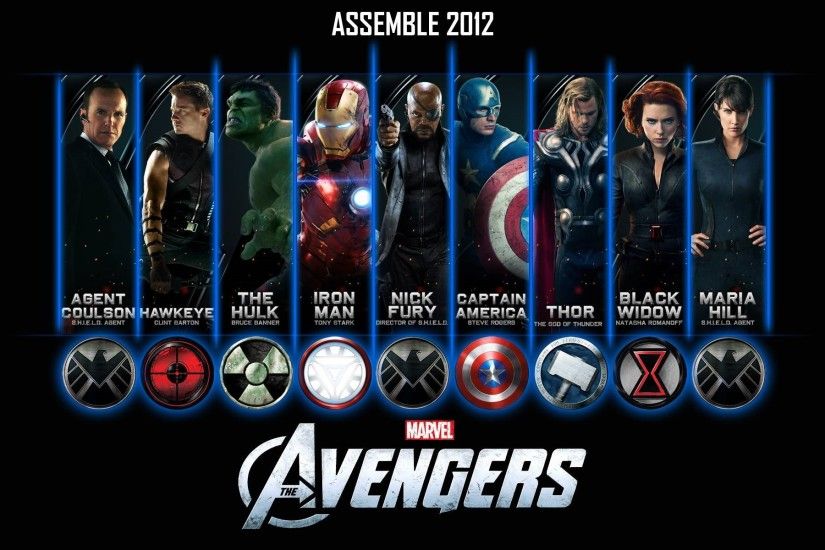 ASSEMBLE 2012
AGENT
COULSON
S.H.I.E.L.D. AGENT
HAWKEYE
CLINT BARTON
THE
HULK
BRUCE BANNER
IRON
MAN
TONY STARK
NICK
FURY
DIRECTOR OF S.H.I.E.L.D.
CAPTAIN
AMERICA
STEVE ROGERS
THOR
THE GOD OF THUNDER
BLACK
WIDOW
NATASHA ROMANOFF
MARIA
HILL
S.H.I.E.L.D. AGENT
MARVEL
THE AVENGERS